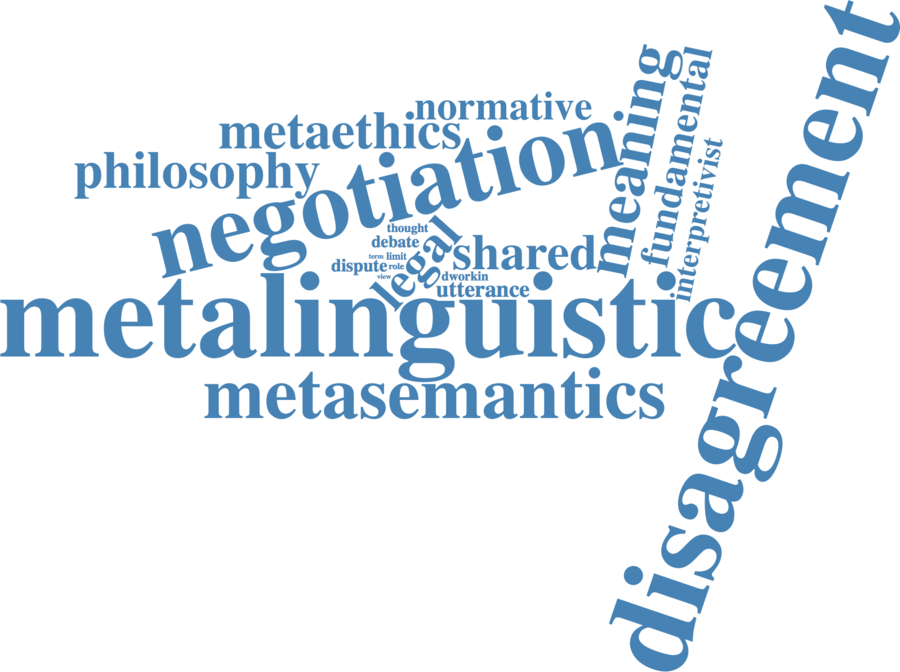 normative
metaethics
philosophy
negotiation
meaning
fundamental
interpretivist
disagreement
thought
debate
legal
shared
term limit
dispute role
view
dworkin
utterance
metalinguistic
metasemantics